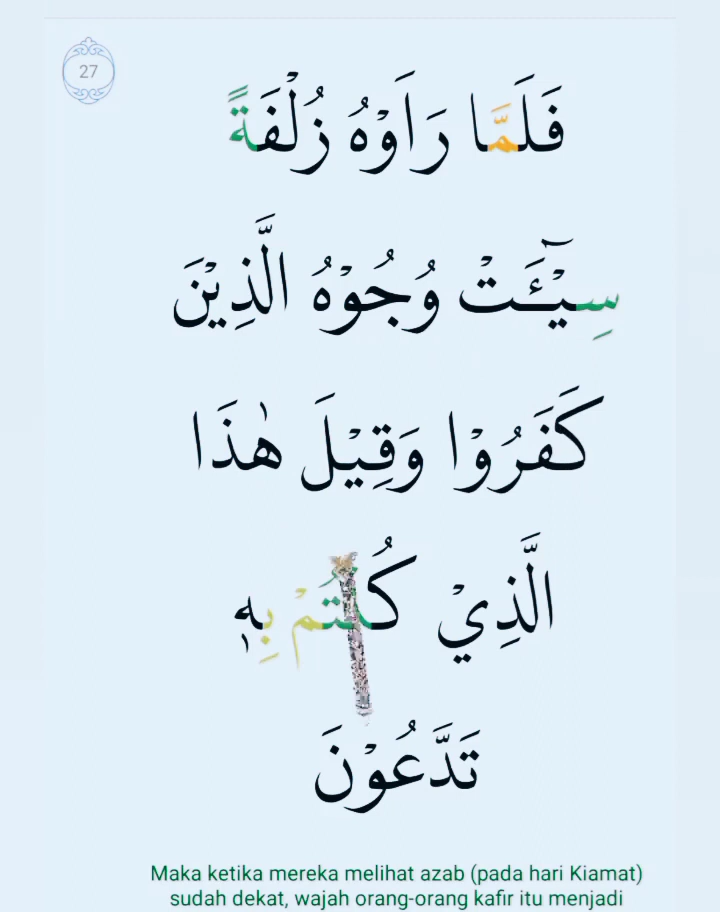 27
فَلَمَّا رَاَوْهُ زُلْفَةً
سِيْۤـَٔتْ وُجُوْهُ الَّذِيْنَ
كَفَرُوْا وَقِيْلَ هٰذَا
الَّذِيْ كُنْتُمْ بِهٖ
تَدَّعُوْنَ
Maka ketika mereka melihat azab (pada hari Kiamat)
sudah dekat, wajah orang-orang kafir itu menjadi